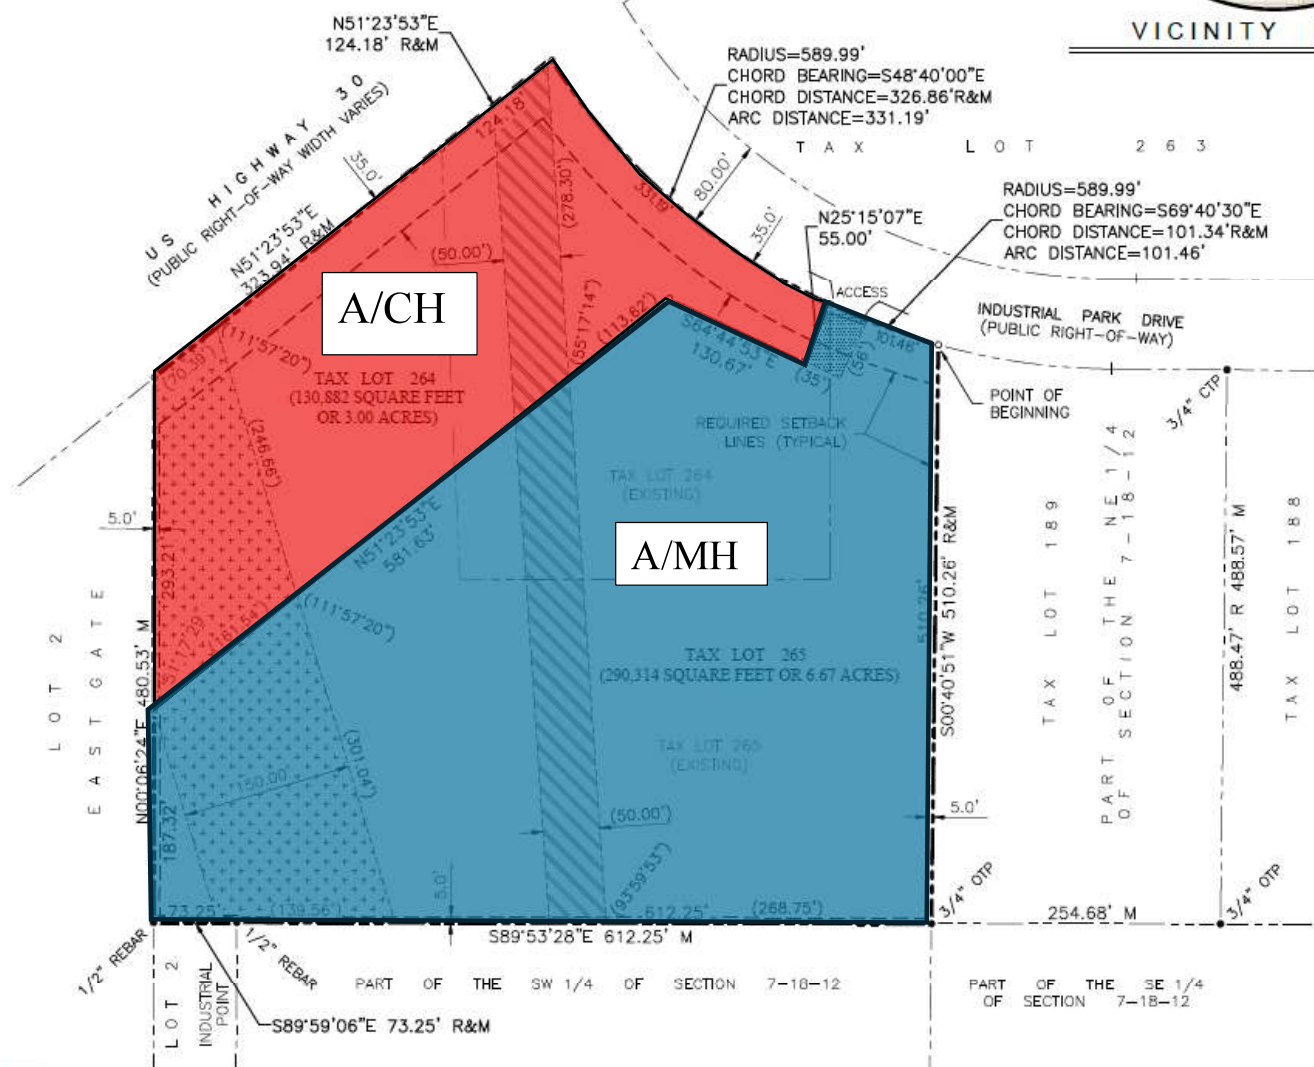 VICINITY
N51°23'53"E
124.18' R&M
RADIUS=589.99'
CHORD BEARING=S48°40'00"E
CHORD DISTANCE=326.86'R&M
ARC DISTANCE=331.19'
TAX LOT 263
US HIGHWAY 30
(PUBLIC RIGHT-OF-WAY WIDTH VARIES)
35.0'
124.18'
(278.30')
331.19'
80.00'
35.0'
RADIUS=589.99'
CHORD BEARING=S69°40'30"E
CHORD DISTANCE=101.34'R&M
ARC DISTANCE=101.46'
N25°15'07"E
55.00'
N51°23'53"E
323.94' R&M
(50.00')
ACCESS
INDUSTRIAL PARK DRIVE
(PUBLIC RIGHT-OF-WAY)
A/CH
(55°17'14")
(113.62')
S64°44'53"E
130.67'
101.46'
(56')
(35')
(111°57'20")
(70.39')
TAX LOT 264
(130,882 SQUARE FEET
OR 3.00 ACRES)
POINT OF
BEGINNING
3/4" CTP
REQUIRED SETBACK
LINES (TYPICAL)
(246.66')
TAX LOT 264
(EXISTING)
5.0'
293.21'
N51°23'53"E
581.63'
A/MH
LOT 2
EASTGATE
N00°06'24"E 480.53' M
51°17'29"
(181.54')
(111°57'20")
510.26'
S00°40'51"W 510.26' R&M
TAX LOT 189
PART OF THE NE 1/4
OF SECTION 7-18-12
488.47' R 488.57' M
TAX LOT 188
TAX LOT 265
(290,314 SQUARE FEET OR 6.67 ACRES)
TAX LOT 265
(EXISTING)
(301.04')
150.00'
187.32'
(50.00')
5.0'
5.0'
(93°59'53")
73.25'
(139.56')
612.25'
(268.75')
3/4" OTP
254.68' M
3/4" OTP
S89°53'28"E 612.25' M
1/2" REBAR
1/2" REBAR
LOT 2
INDUSTRIAL
POINT
PART OF THE SW 1/4 OF SECTION 7-18-12
PART OF THE SE 1/4
OF SECTION 7-18-12
S89°59'06"E 73.25' R&M